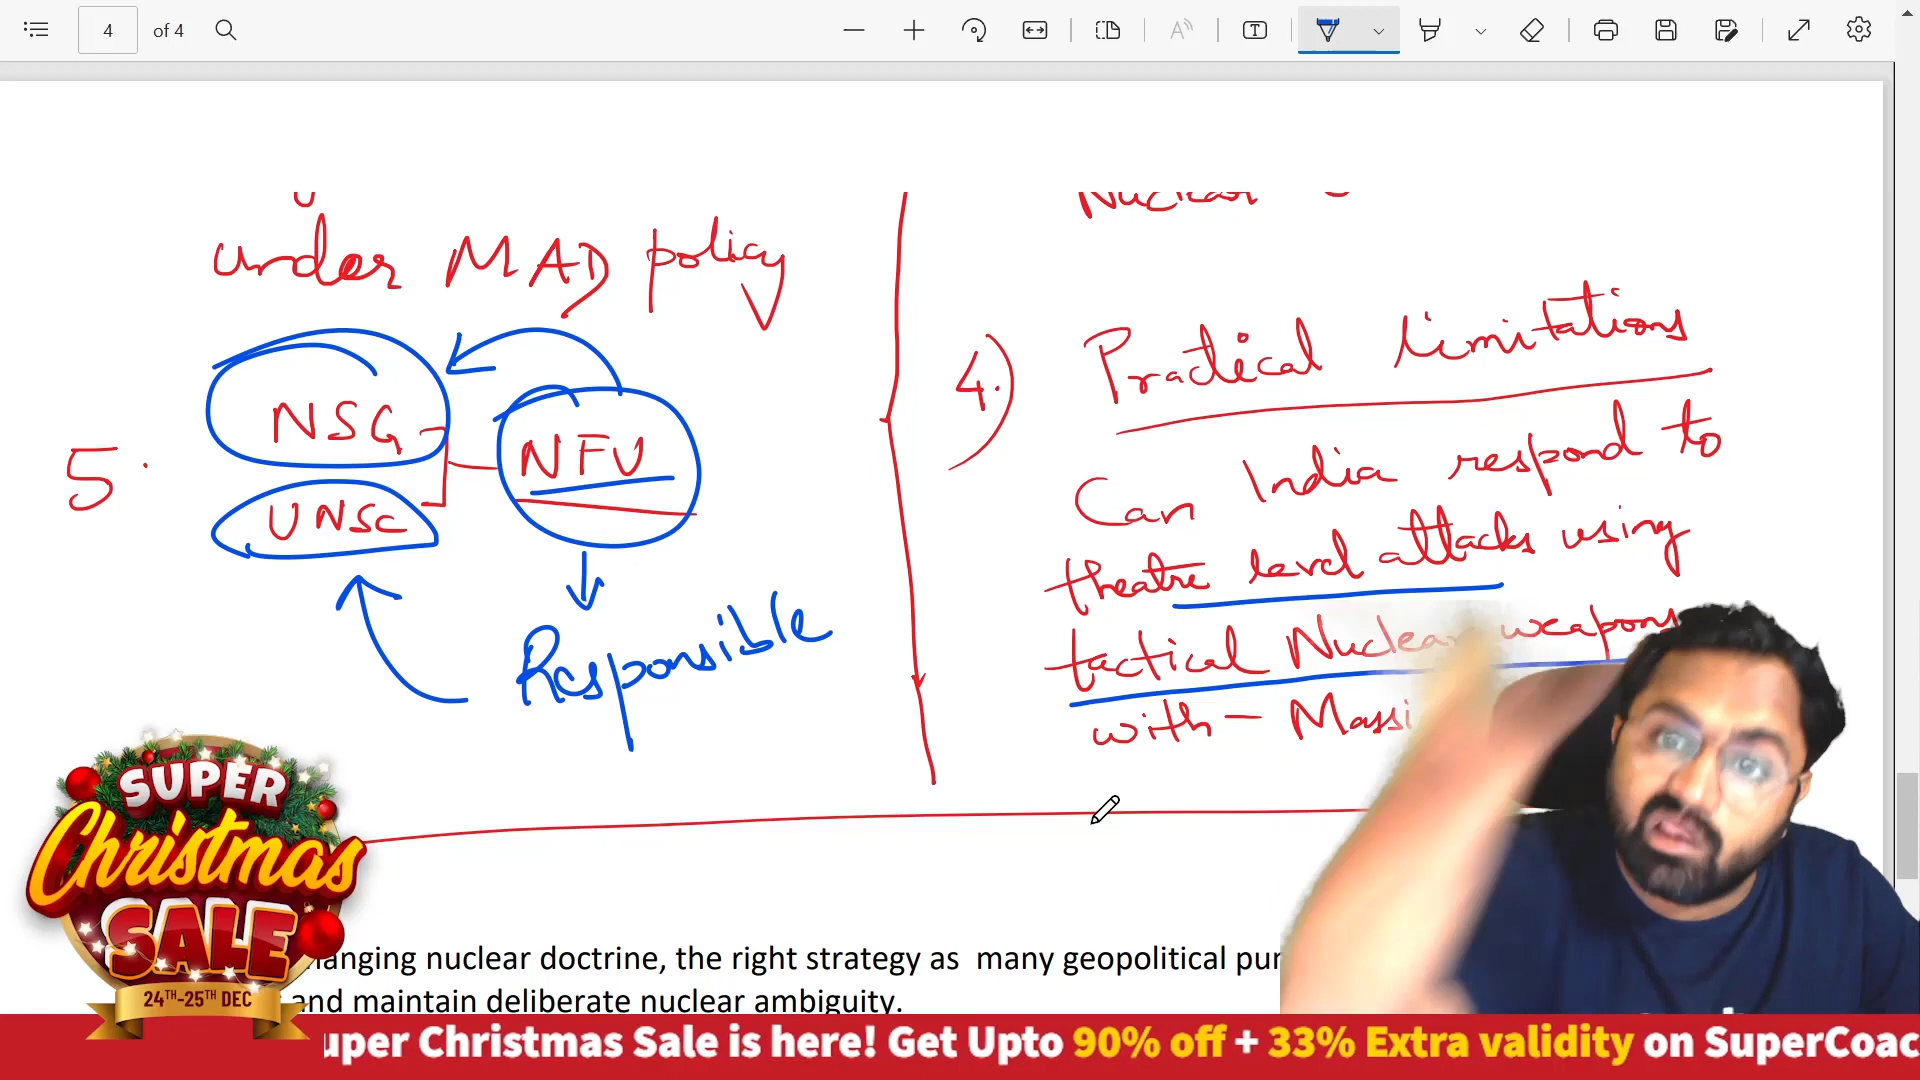 4 of 4
under MAD policy
NSG
5.
NFU
UNSC
Responsible
Nuclear
4.) Practical limitations
Can India respond to
theatre level attacks using
tactical Nuclear weapons
with - Massi
hanging nuclear doctrine, the right strategy as many geopolitical pur
and maintain deliberate nuclear ambiguity.
SUPER
Christmas
SALE
24TH-25TH DEC
uper Christmas Sale is here! Get Upto 90% off + 33% Extra validity on SuperCoac